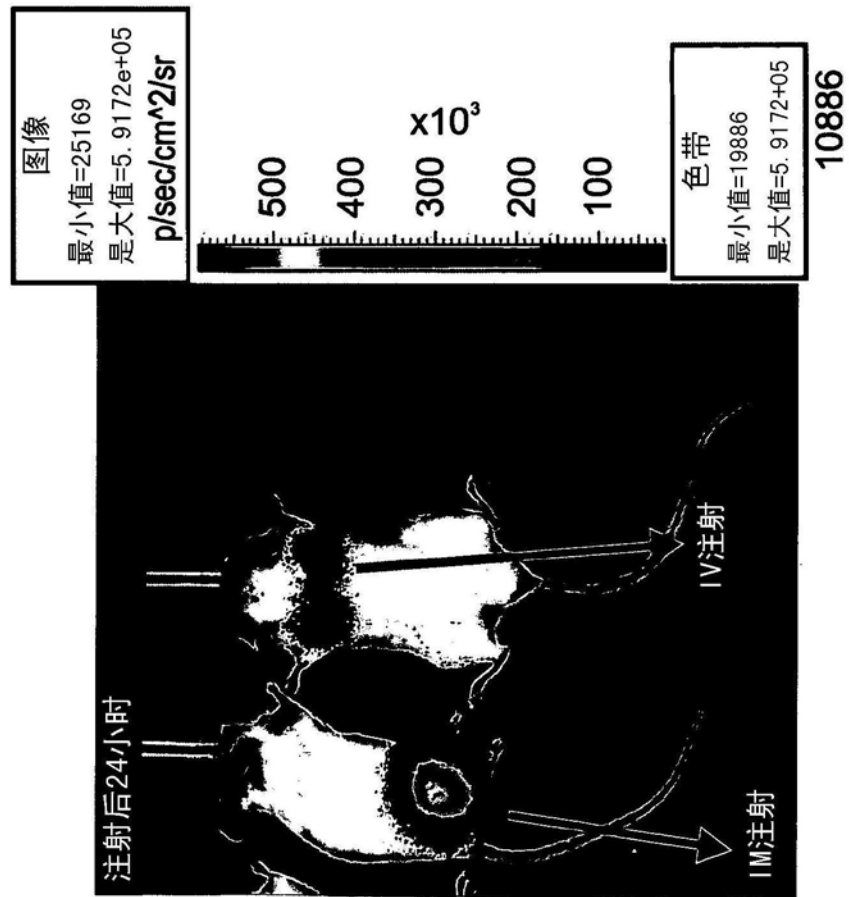 图像
最小值=25169
是大值=5.9172e+05
p/sec/cm^2/sr
500
400
300
200
100
x10³
色带
最小值=19886
是大值=5.9172+05
10886
注射后24小时
IV注射
IM注射